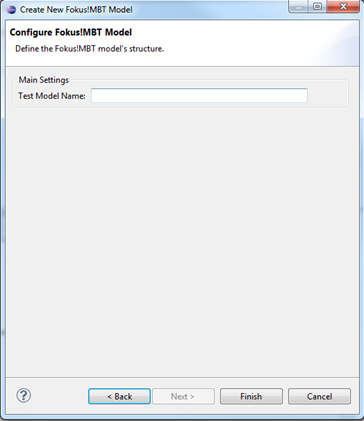 Create New Fokus!MBT Model
Configure Fokus!MBT Model
Define the Fokus!MBT model's structure.
Main Settings
Test Model Name:
?
< Back
Next >
Finish
Cancel